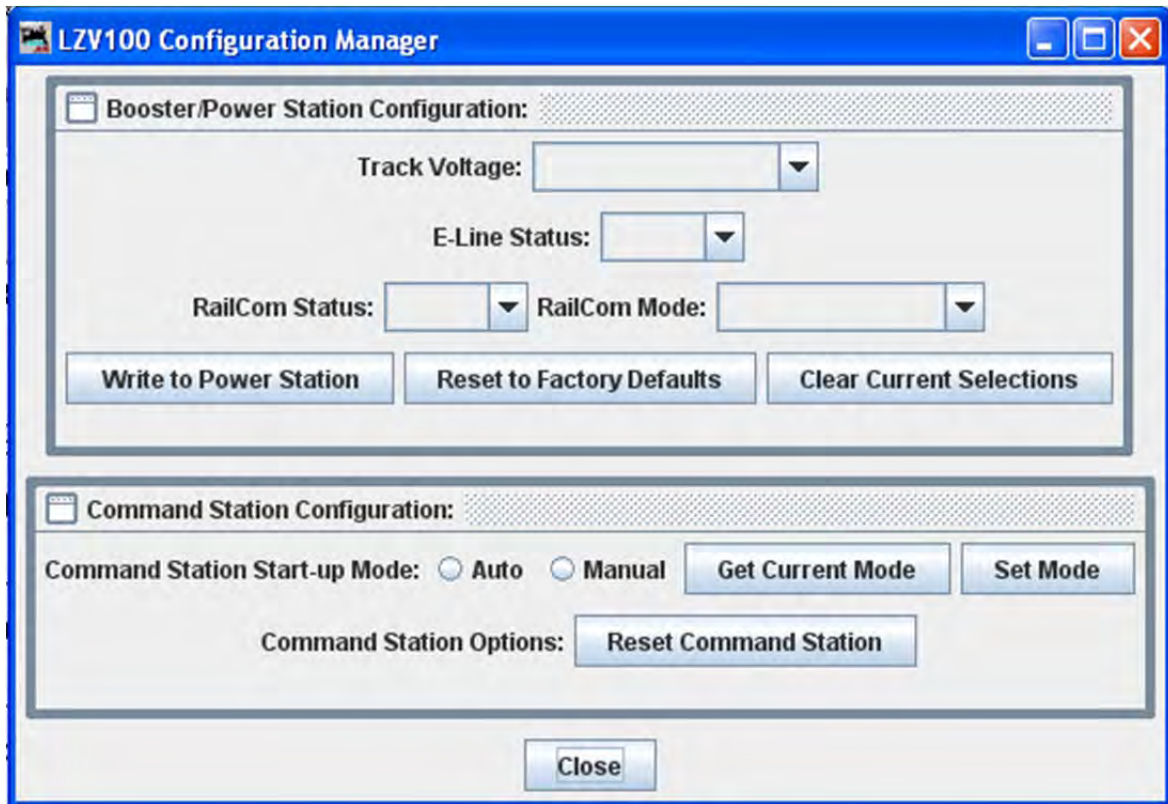 LZV100 Configuration Manager
Booster/Power Station Configuration:
Track Voltage:
E-Line Status:
RailCom Status: RailCom Mode:
Write to Power Station Reset to Factory Defaults Clear Current Selections
Command Station Configuration:
Command Station Start-up Mode: Auto Manual Get Current Mode Set Mode
Command Station Options: Reset Command Station
Close